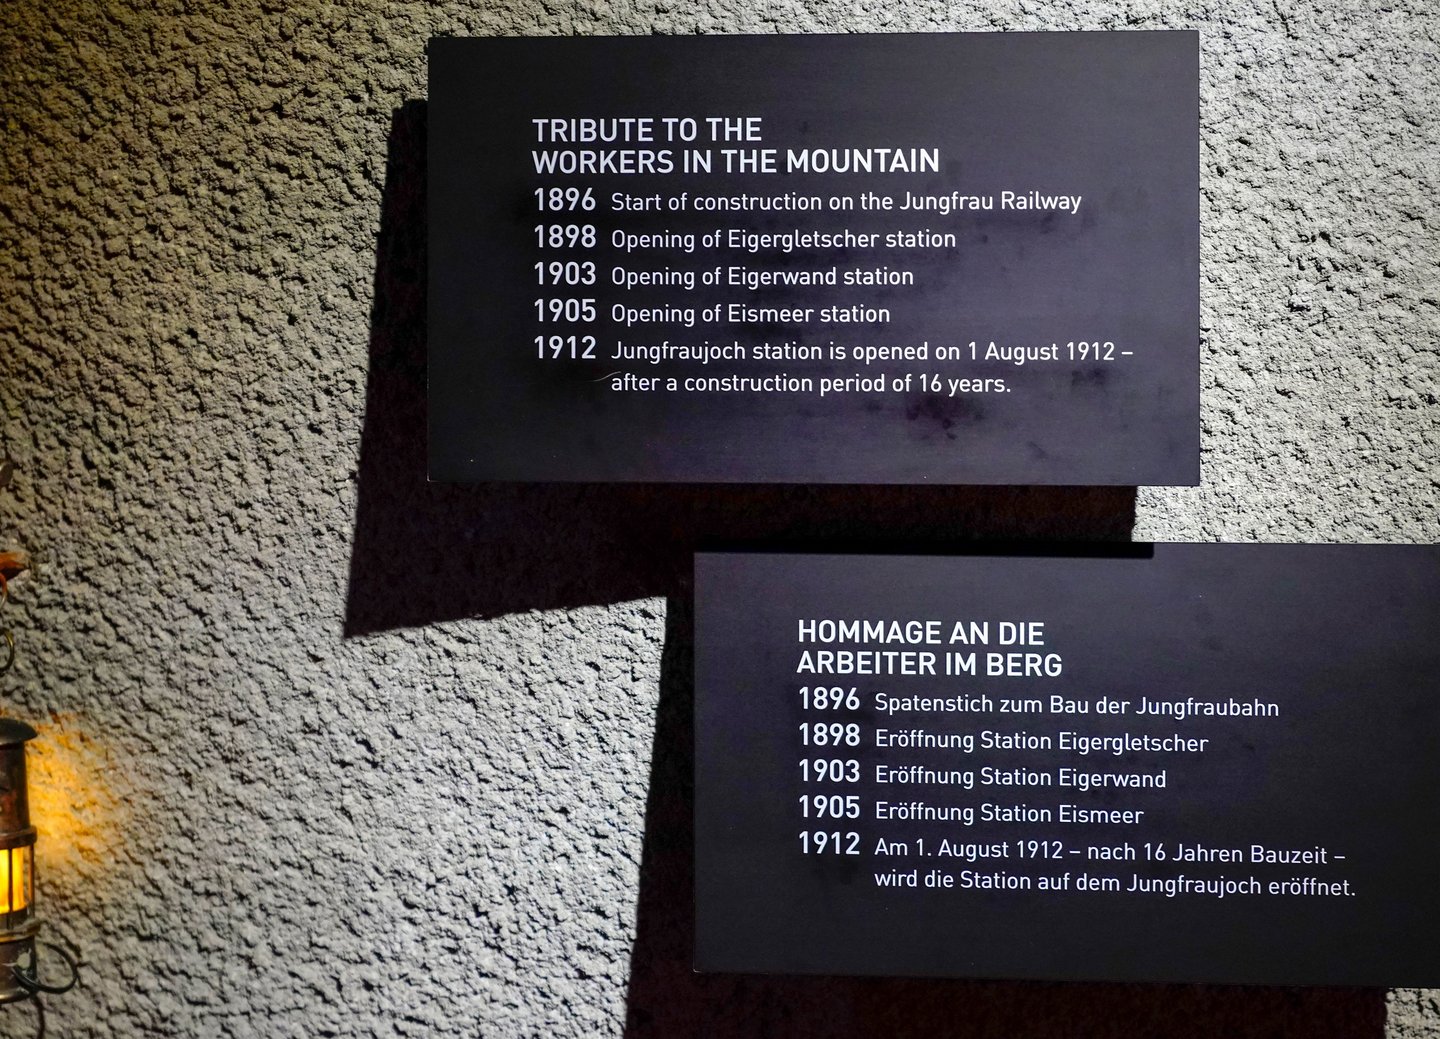 TRIBUTE TO THE
WORKERS IN THE MOUNTAIN
1896 Start of construction on the Jungfrau Railway
1898 Opening of Eigergletscher station
1903 Opening of Eigerwand station
1905 Opening of Eismeer station
1912 Jungfraujoch station is opened on 1 August 1912 –
after a construction period of 16 years.
HOMMAGE AN DIE
ARBEITER IM BERG
1896 Spatenstich zum Bau der Jungfraubahn
1898 Eröffnung Station Eigergletscher
1903 Eröffnung Station Eigerwand
1905 Eröffnung Station Eismeer
1912 Am 1. August 1912 – nach 16 Jahren Bauzeit –
wird die Station auf dem Jungfraujoch eröffnet.